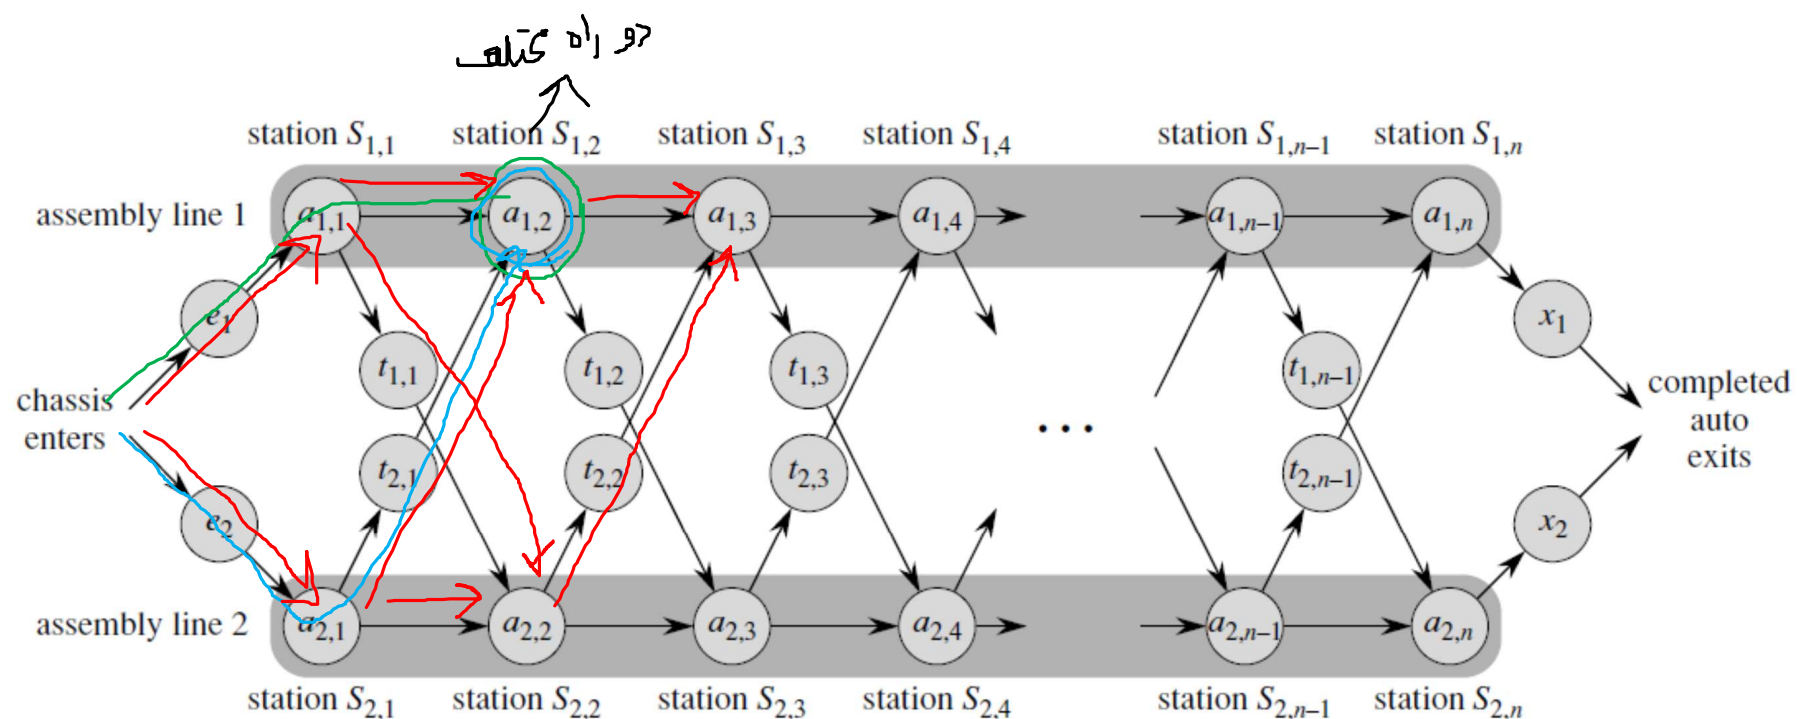 دو راه
station S1,1 station S1,2 station S1,3 station S1,4 station S1,n–1 station S1,n
assembly line 1 a1,1 a1,2 a1,3 a1,4 a1,n–1 a1,n
e1 x1
t1,1 t1,2 t1,3 t1,n–1
chassis enters
... completed auto exits
t2,1 t2,2 t2,3 t2,n–1
e2 x2
assembly line 2 a2,1 a2,2 a2,3 a2,4 a2,n–1 a2,n
station S2,1 station S2,2 station S2,3 station S2,4 station S2,n–1 station S2,n